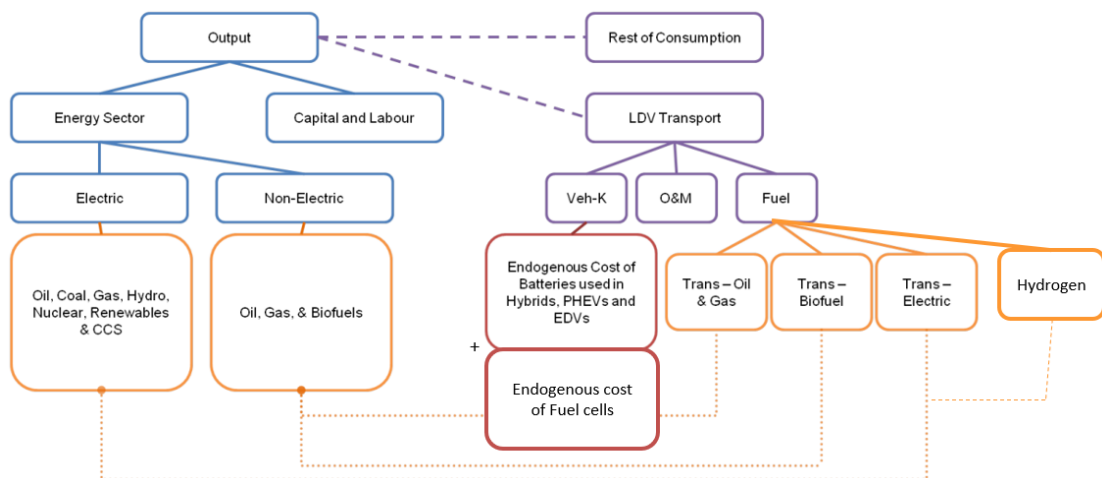 Output
Rest of Consumption
Energy Sector
Capital and Labour
LDV Transport
Electric
Non-Electric
Veh-K
O&M
Fuel
Oil, Coal, Gas, Hydro,
Nuclear, Renewables
& CCS
Oil, Gas, & Biofuels
Endogenous Cost of
Batteries used in
Hybrids, PHEVs and
EDVs
Trans – Oil
& Gas
Trans –
Biofuel
Trans –
Electric
Hydrogen
+
Endogenous cost
of Fuel cells